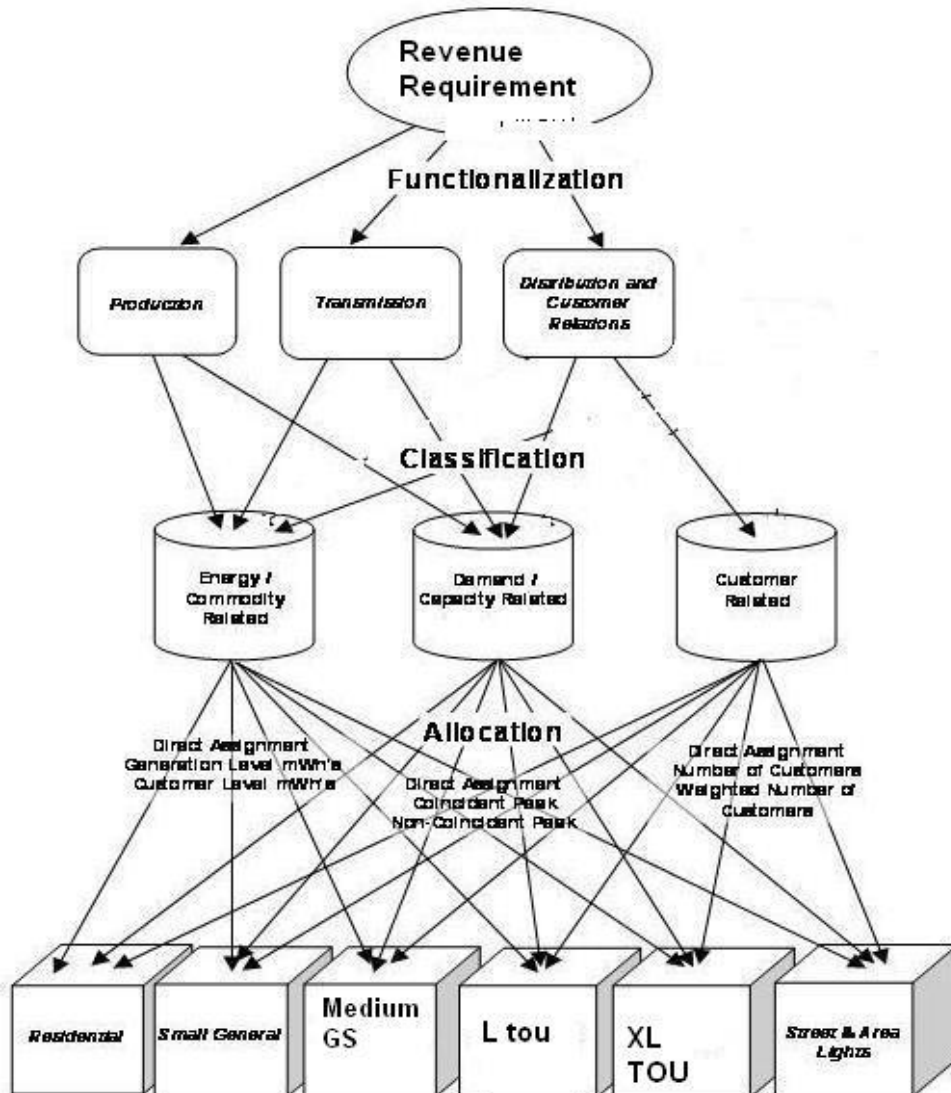 Revenue
Requirement
Functionalization
Production
Transmission
Distribution and
Customer
Relations
Classification
Energy /
Commodity
Related
Demand /
Capacity Related
Customer
Related
Allocation
Direct Assignment
Generation Level mWh's
Customer Level mWh's
Direct Assignment
Coincident Peak
Non-Coincident Peak
Direct Assignment
Number of Customers
Weighted Number of
Customers
Residential
Small General
Medium
GS
L tou
XL
TOU
Street & Area
Lights